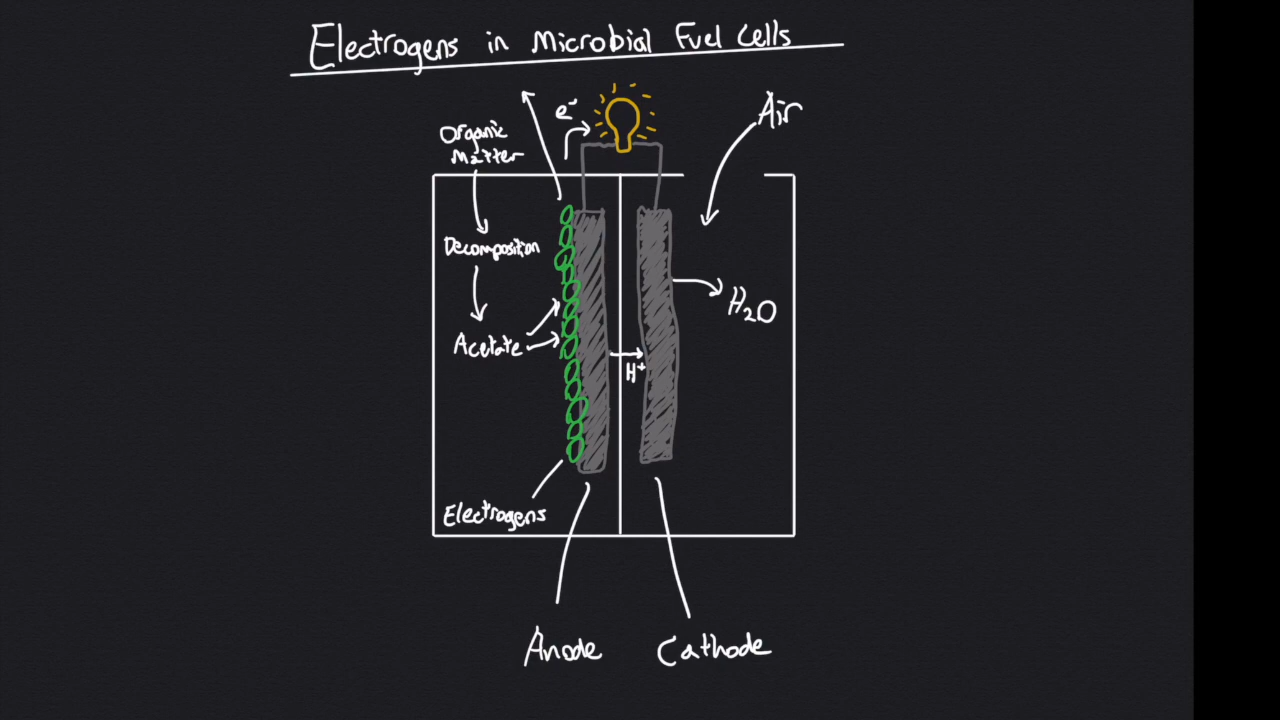 Electrogens in Microbial Fuel Cells
e⁻
Air
Organic
Matter
Decomposition
H₂O
Acetate
H⁺
Electrogens
Anode
Cathode